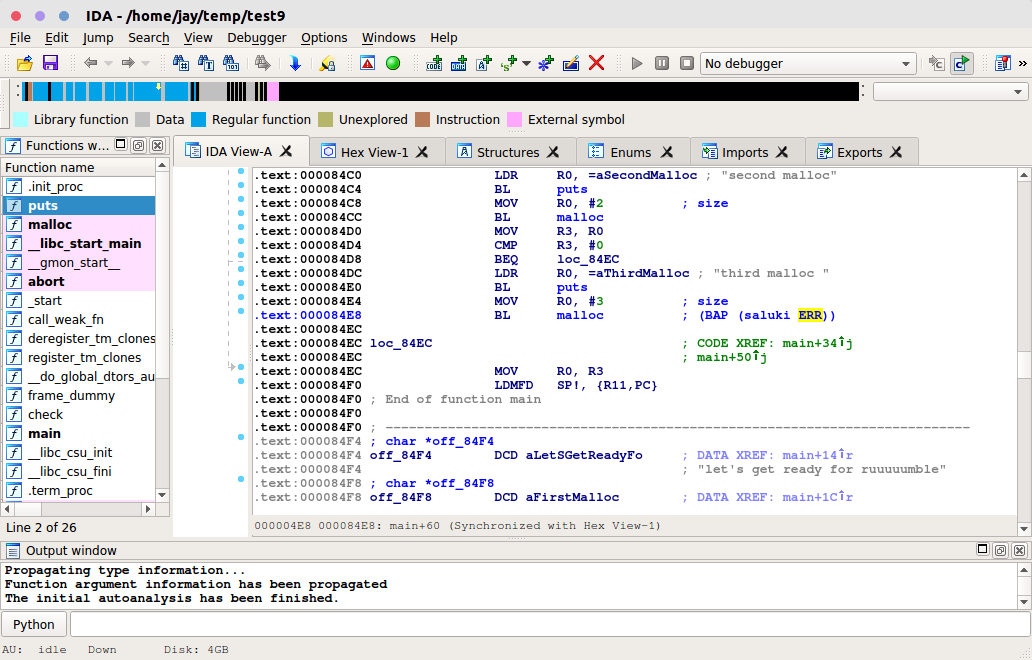 IDA - /home/jay/temp/test9
File Edit Jump Search View Debugger Options Windows Help
No debugger
Library function Data Regular function Unexplored Instruction External symbol
Functions w...
IDA View-A Hex View-1 Structures Enums Imports Exports
Function name
.init_proc
puts
malloc
__libc_start_main
__gmon_start__
abort
_start
call_weak_fn
deregister_tm_clones
register_tm_clones
__do_global_dtors_au
frame_dummy
check
main
__libc_csu_init
__libc_csu_fini
.term_proc
Line 2 of 26
.text:000084C0 LDR R0, =aSecondMalloc ; "second malloc"
.text:000084C4 BL puts
.text:000084C8 MOV R0, #2 ; size
.text:000084CC BL malloc
.text:000084D0 MOV R3, R0
.text:000084D4 CMP R3, #0
.text:000084D8 BEQ loc_84EC
.text:000084DC LDR R0, =aThirdMalloc ; "third malloc "
.text:000084E0 BL puts
.text:000084E4 MOV R0, #3 ; size
.text:000084E8 BL malloc ; (BAP (saluki ERR))
.text:000084EC
.text:000084EC loc_84EC ; CODE XREF: main+34↑j
.text:000084EC ; main+50↑j
.text:000084EC MOV R0, R3
.text:000084F0 LDMFD SP!, {R11,PC}
.text:000084F0 ; End of function main
.text:000084F0
.text:000084F0 ; ---------------------------------------------------------------------------
.text:000084F4 ; char *off_84F4
.text:000084F4 off_84F4 DCD aLetSGetReadyFo ; DATA XREF: main+14↑r
.text:000084F4 ; "let's get ready for ruuuuumble"
.text:000084F8 ; char *off_84F8
.text:000084F8 off_84F8 DCD aFirstMalloc ; DATA XREF: main+1C↑r
000004E8 000084E8: main+60 (Synchronized with Hex View-1)
Output window
Propagating type information...
Function argument information has been propagated
The initial autoanalysis has been finished.
Python
AU: idle Down Disk: 4GB